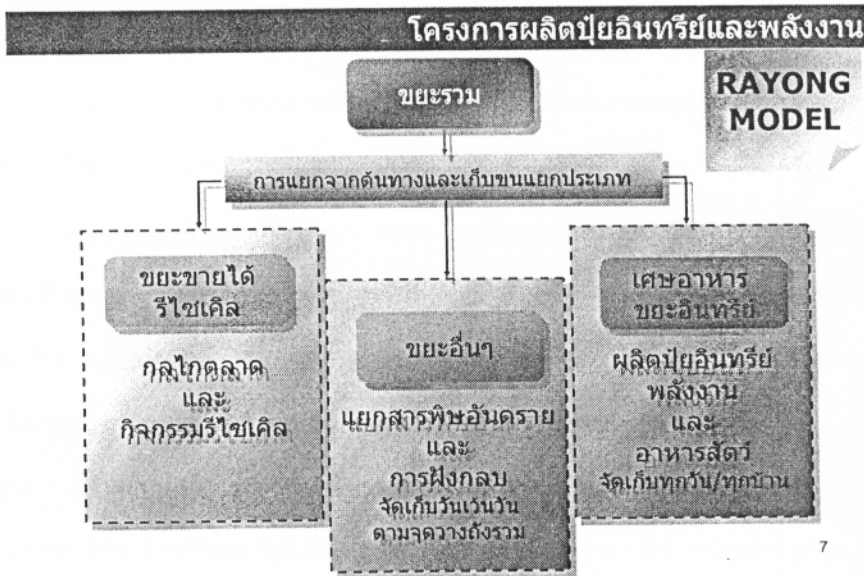 โครงการผลิตปุ๋ยอินทรีย์และพลังงาน
RAYONG
MODEL
ขยะรวม
การแยกจากต้นทางและเก็บขนแยกประเภท
ขยะขายได้
รีไซเคิล
กลไกตลาด
และ
กิจกรรมรีไซเคิล
ขยะอื่นๆ
แยกสารพิษอันตราย
และ
การฝังกลบ
จัดเก็บวันเว้นวัน
ตามจุดวางถังรวม
เศษอาหาร
ขยะอินทรีย์
ผลิตปุ๋ยอินทรีย์
พลังงาน
และ
อาหารสัตว์
จัดเก็บทุกวัน/ทุกบ้าน
7